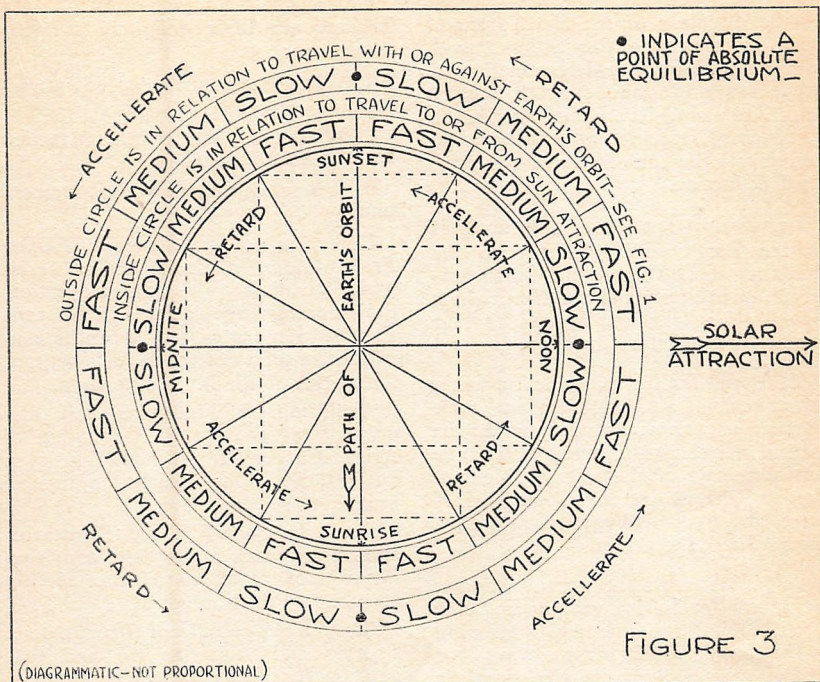 • INDICATES A
POINT OF ABSOLUTE
EQUILIBRIUM_
← ACCELLERATE
← RETARD
OUTSIDE CIRCLE IS IN RELATION TO TRAVEL WITH OR AGAINST EARTH'S ORBIT-SEE FIG. 1
FAST MEDIUM SLOW • SLOW MEDIUM FAST
INSIDE CIRCLE IS IN RELATION TO TRAVEL TO OR FROM SUN ATTRACTION
SLOW MEDIUM FAST FAST MEDIUM SLOW
SUNSET
← RETARD
EARTH'S ORBIT
← ACCELLERATE
MIDNITE
NOON
SOLAR
ATTRACTION
ACCELLERATE →
PATH OF
RETARD →
SUNRISE
SLOW MEDIUM FAST FAST MEDIUM SLOW
FAST MEDIUM SLOW • SLOW MEDIUM FAST
RETARD →
ACCELLERATE →
FIGURE 3
(DIAGRAMMATIC-NOT PROPORTIONAL)